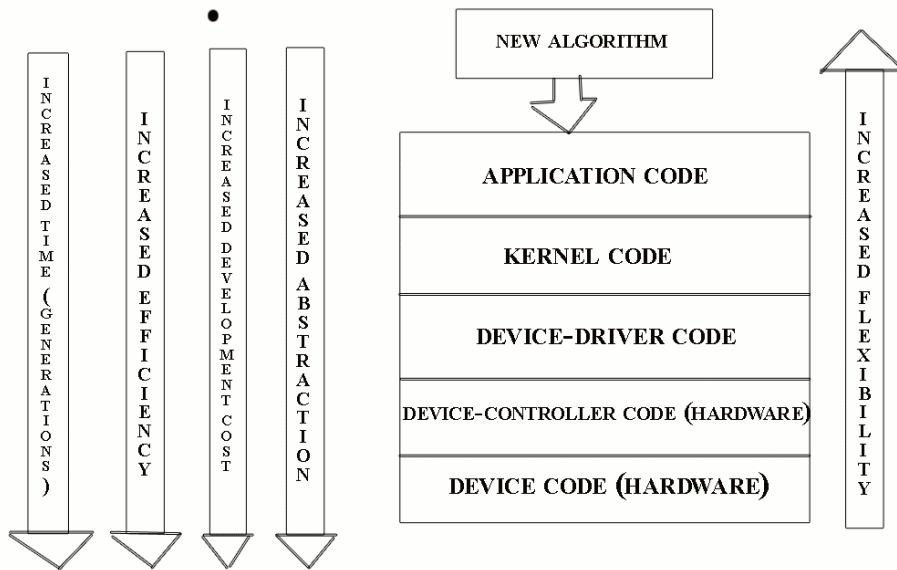 INCREASED TIME (GENERATIONS)
INCREASED EFFICIENCY
INCREASED DEVELOPMENT COST
INCREASED ABSTRACTION
NEW ALGORITHM
APPLICATION CODE
KERNEL CODE
DEVICE-DRIVER CODE
DEVICE-CONTROLLER CODE (HARDWARE)
DEVICE CODE (HARDWARE)
INCREASED FLEXIBILITY